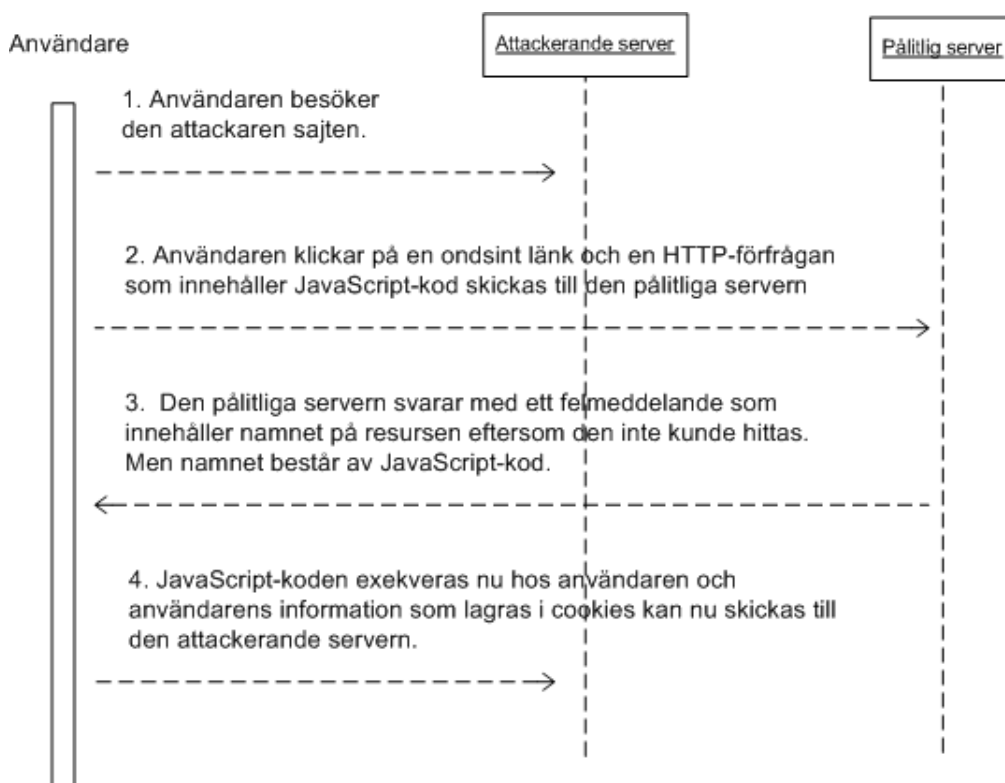 Användare
Attackerande server
Pålitlig server
1. Användaren besöker
den attackaren sajten.
2. Användaren klickar på en ondsint länk och en HTTP-förfrågan
som innehåller JavaScript-kod skickas till den pålitliga servern
3. Den pålitliga servern svarar med ett felmeddelande som
innehåller namnet på resursen eftersom den inte kunde hittas.
Men namnet består av JavaScript-kod.
4. JavaScript-koden exekveras nu hos användaren och
användarens information som lagras i cookies kan nu skickas till
den attackerande servern.